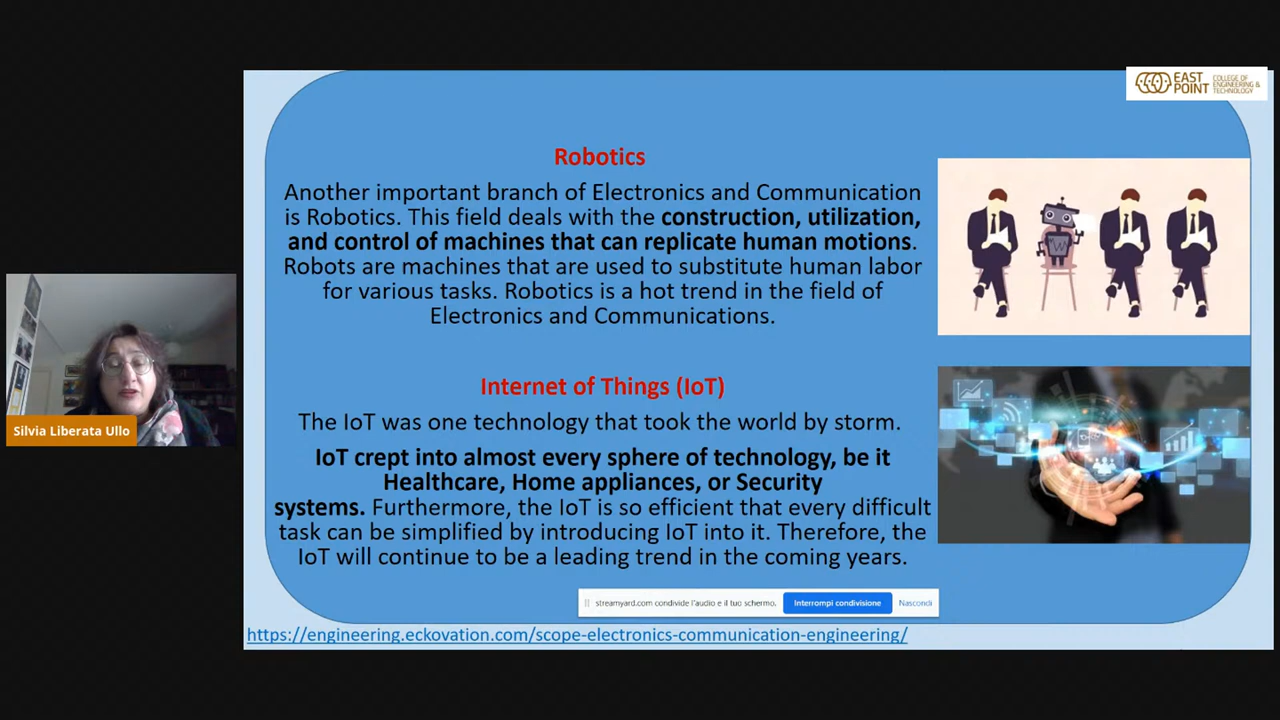 EAST
POINT
COLLEGE OF
ENGINEERING &
TECHNOLOGY
Robotics
Another important branch of Electronics and Communication
is Robotics. This field deals with the construction, utilization,
and control of machines that can replicate human motions.
Robots are machines that are used to substitute human labor
for various tasks. Robotics is a hot trend in the field of
Electronics and Communications.
Internet of Things (IoT)
The IoT was one technology that took the world by storm.
IoT crept into almost every sphere of technology, be it
Healthcare, Home appliances, or Security
systems. Furthermore, the IoT is so efficient that every difficult
task can be simplified by introducing IoT into it. Therefore, the
IoT will continue to be a leading trend in the coming years.
Silvia Liberata Ullo
streamyard.com condivide l'audio e il tuo schermo.
Interrompi condivisione
Nascondi
https://engineering.eckovation.com/scope-electronics-communication-engineering/